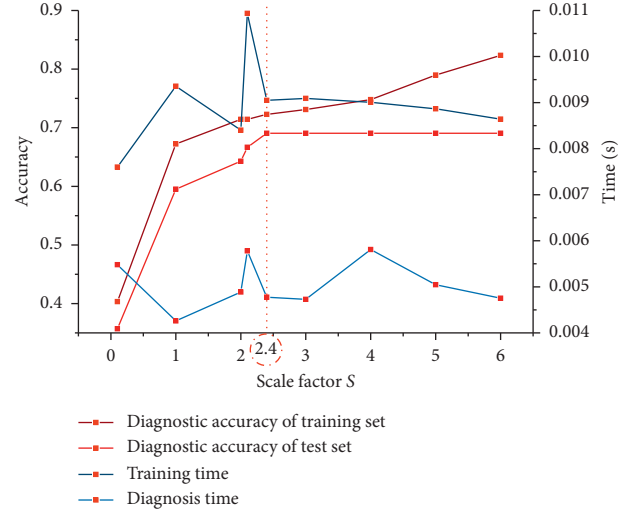 0.9
0.8
0.7
0.6
0.5
0.4
Accuracy
0.011
0.010
0.009
0.008
0.007
0.006
0.005
0.004
Time (s)
0 1 2 2.4 3 4 5 6
Scale factor S
Diagnostic accuracy of training set
Diagnostic accuracy of test set
Training time
Diagnosis time